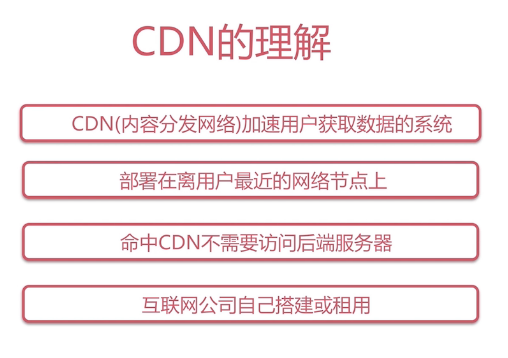 CDN的理解
CDN(内容分发网络)加速用户获取数据的系统
部署在离用户最近的网络节点上
命中CDN不需要访问后端服务器
互联网公司自己搭建或租用